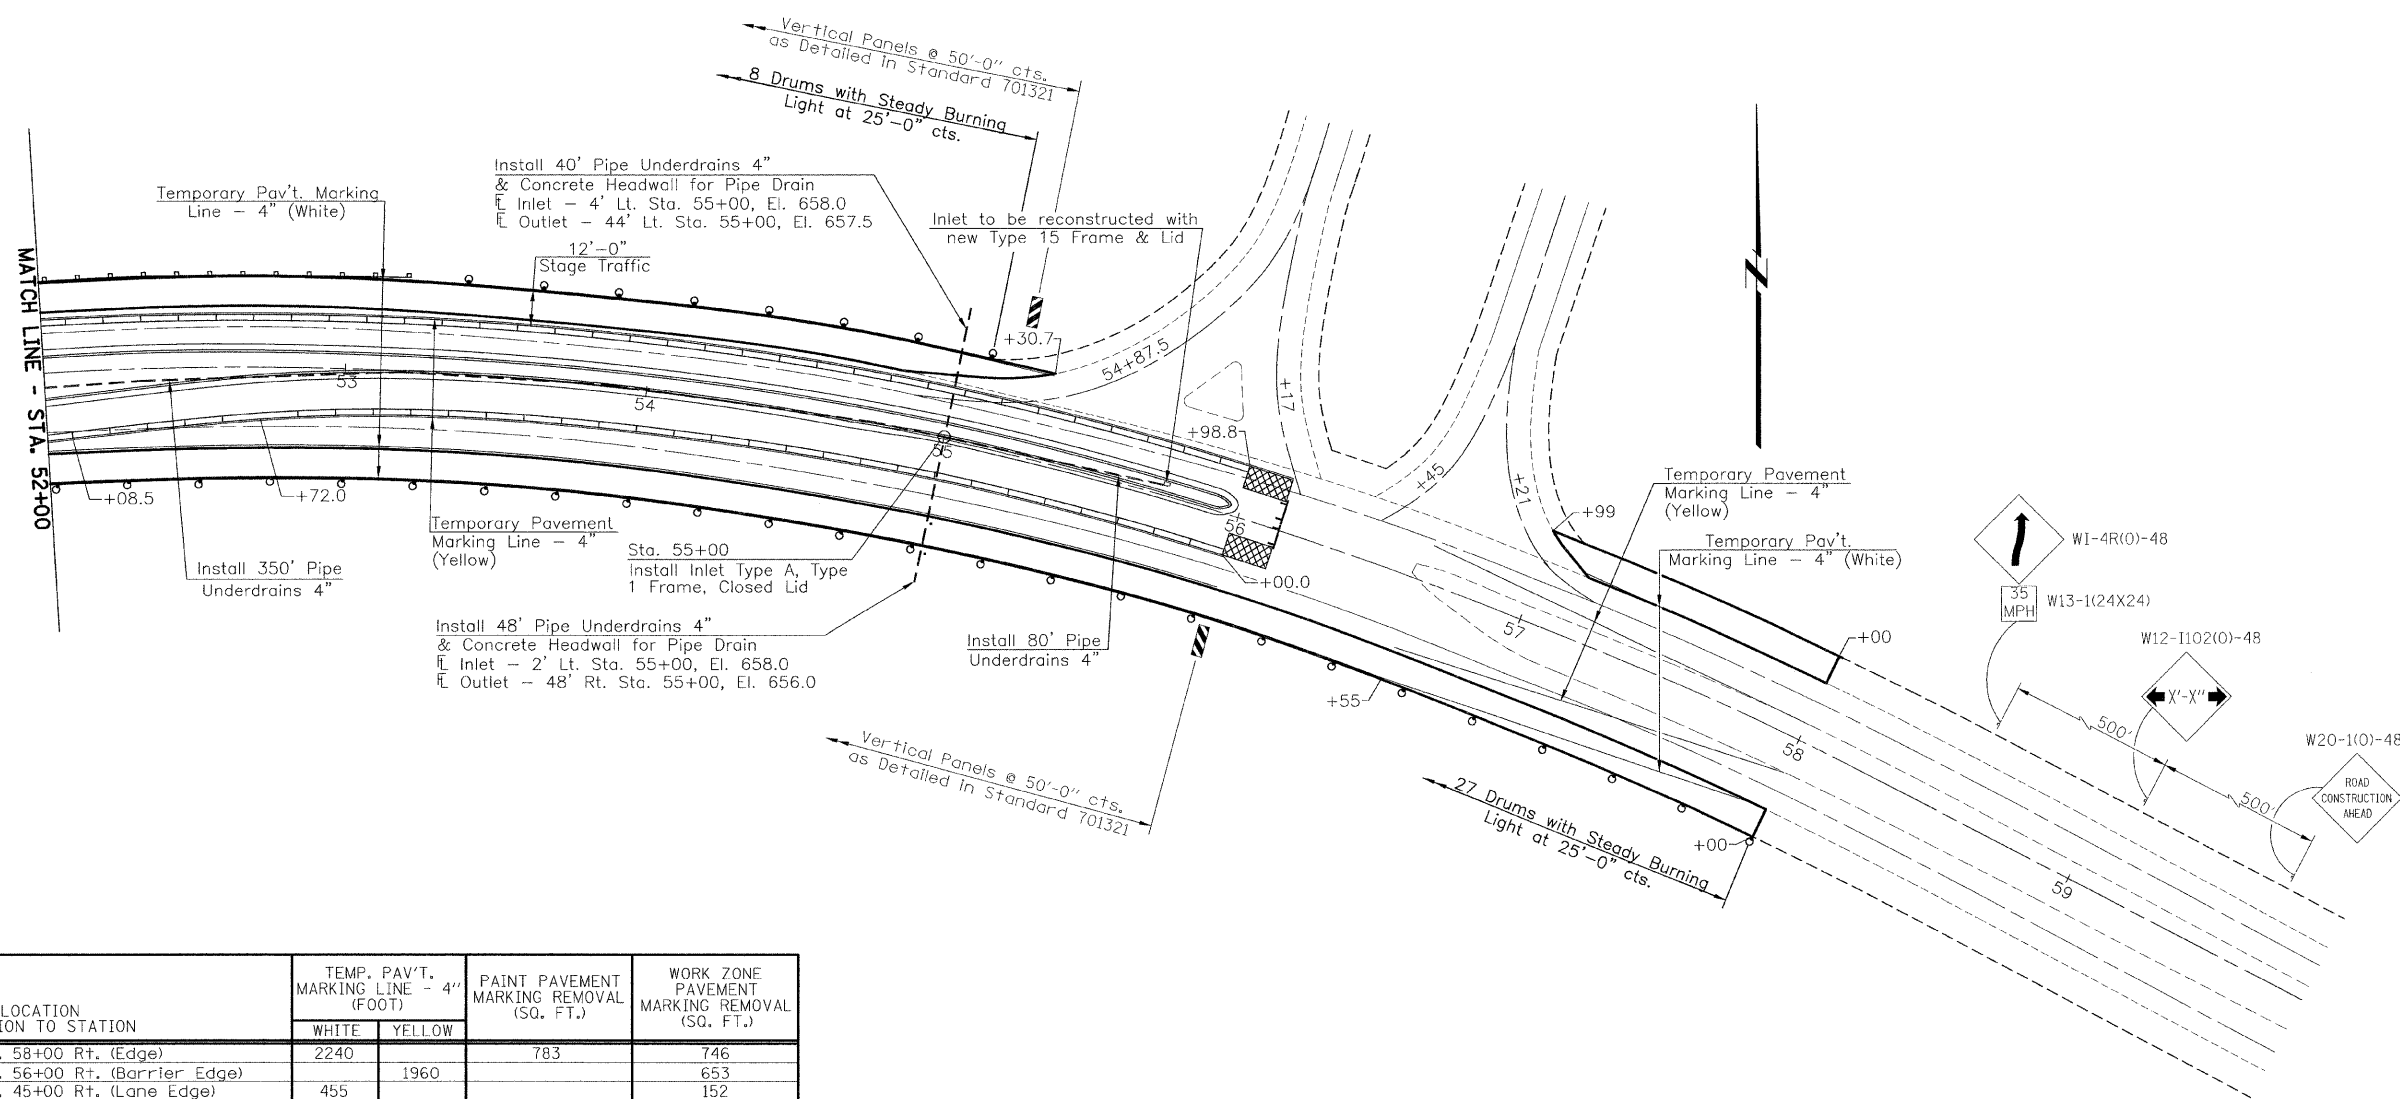 Vertical Panels @ 50'-0" cts.
as Detailed in Standard 701321
8 Drums with Steady Burning
Light at 25'-0" cts.
Install 40' Pipe Underdrains 4"
& Concrete Headwall for Pipe Drain
℄ Inlet - 4' Lt. Sta. 55+00, El. 658.0
℄ Outlet - 44' Lt. Sta. 55+00, El. 657.5
Temporary Pav't. Marking
Line - 4" (White)
Inlet to be reconstructed with
new Type 15 Frame & Lid
12'-0"
Stage Traffic
MATCH LINE - STA. 52+00
N
+30.7
54+87.5
+17
+98.8
+45
+21
+99
53
54
55
56
57
58
59
+08.5
+72.0
Temporary Pavement
Marking Line - 4"
(Yellow)
Install 350' Pipe
Underdrains 4"
Sta. 55+00
Install Inlet Type A, Type
1 Frame, Closed Lid
+00.0
Install 48' Pipe Underdrains 4"
& Concrete Headwall for Pipe Drain
℄ Inlet - 2' Lt. Sta. 55+00, El. 658.0
℄ Outlet - 48' Rt. Sta. 55+00, El. 656.0
Install 80' Pipe
Underdrains 4"
Temporary Pavement
Marking Line - 4"
(Yellow)
Temporary Pav't.
Marking Line - 4" (White)
WI-4R(O)-48
35
MPH
W13-1(24X24)
W12-I102(O)-48
X'-X"
W20-1(O)-48
ROAD
CONSTRUCTION
AHEAD
500'
500'
+00
+55
+00
Vertical Panels @ 50'-0" cts.
as Detailed in Standard 701321
27 Drums with Steady Burning
Light at 25'-0" cts.
LOCATION
ION TO STATION
TEMP. PAV'T.
MARKING LINE - 4"
(FOOT)
WHITE YELLOW
PAINT PAVEMENT
MARKING REMOVAL
(SQ. FT.)
WORK ZONE
PAVEMENT
MARKING REMOVAL
(SQ. FT.)
. 58+00 Rt. (Edge) 2240 783 746
. 56+00 Rt. (Barrier Edge) 1960 653
. 45+00 Rt. (Lane Edge) 455 152